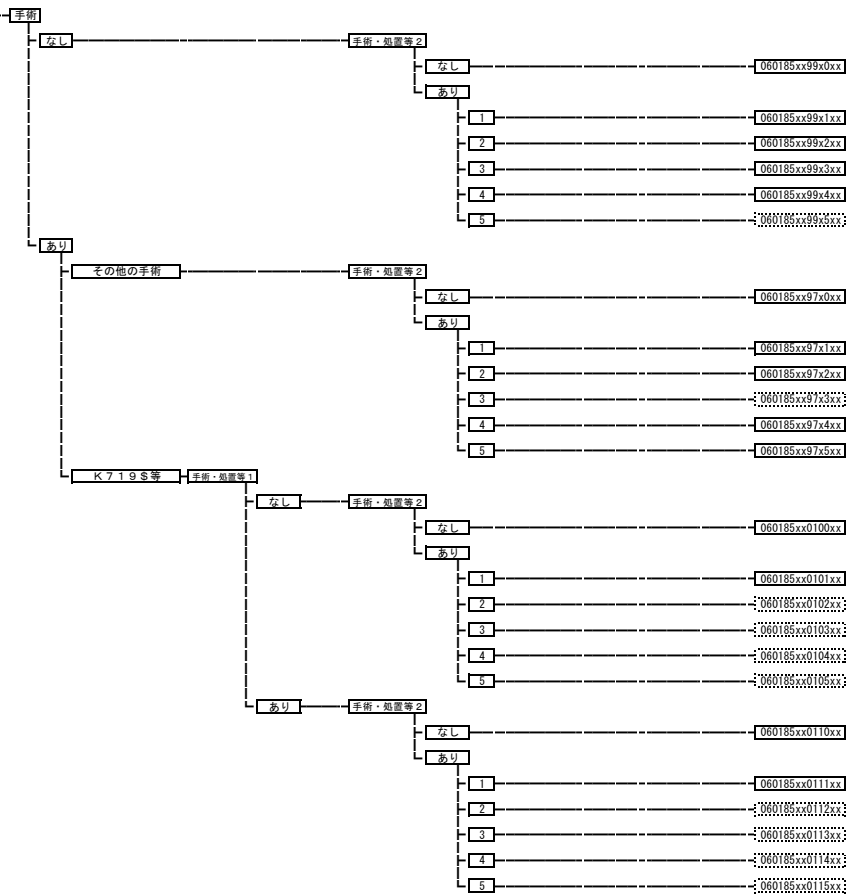 手術
なし 手術・処置等2
なし 060185xx99x0xx
あり
1 060185xx99x1xx
2 060185xx99x2xx
3 060185xx99x3xx
4 060185xx99x4xx
5 060185xx99x5xx
あり
その他の手術 手術・処置等2
なし 060185xx97x0xx
あり
1 060185xx97x1xx
2 060185xx97x2xx
3 060185xx97x3xx
4 060185xx97x4xx
5 060185xx97x5xx
K719$等 手術・処置等1
なし 手術・処置等2
なし 060185xx0100xx
あり
1 060185xx0101xx
2 060185xx0102xx
3 060185xx0103xx
4 060185xx0104xx
5 060185xx0105xx
あり 手術・処置等2
なし 060185xx0110xx
あり
1 060185xx0111xx
2 060185xx0112xx
3 060185xx0113xx
4 060185xx0114xx
5 060185xx0115xx